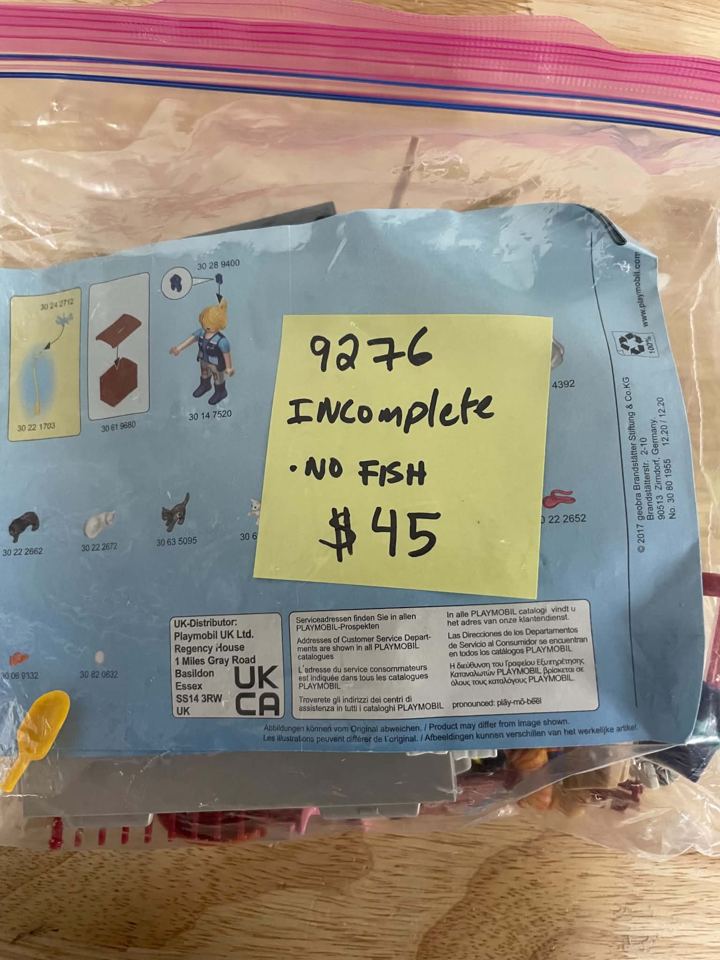 30 28 9400
30 24 2712
30 22 1703
30 61 9680
30 14 7520
9276
INComplete
• NO FISH
$45
4392
30 22 2662
30 22 2672
30 63 5095
30 6
0 22 2652
30 06 9132
30 82 0632
www.playmobil.com
100%
© 2017 geobra Brandstätter Stiftung & Co.KG
Brandstätterstr. 2-10
90513 Zirndorf, Germany
No. 30 80 1955 12.20 / 12.20
UK-Distributor:
Playmobil UK Ltd.
Regency House
1 Miles Gray Road
Basildon
Essex
SS14 3RW
UK
UK
CA
Serviceadressen finden Sie in allen
PLAYMOBIL-Prospekten
Addresses of Customer Service Depart-
ments are shown in all PLAYMOBIL
catalogues
L'adresse du service consommateurs
est indiquée dans tous les catalogues
PLAYMOBIL
Troverete gli indirizzi dei centri di
assistenza in tutti i cataloghi PLAYMOBIL
In alle PLAYMOBIL catalogi vindt u
het adres van onze klantendienst.
Las Direcciones de los Departamentos
de Servicio al Consumidor se encuentran
en todos los catálogos PLAYMOBIL.
Η διεύθυνση του Γραφείου Εξυπηρέτησης
Καταναλωτών PLAYMOBIL βρίσκεται σε
όλους τους καταλόγους PLAYMOBIL.
pronounced: plāy-mō-bēēl
Abbildungen können vom Original abweichen. / Product may differ from image shown.
Les illustrations peuvent différer de l'original. / Afbeeldingen kunnen verschillen van het werkelijke artikel.